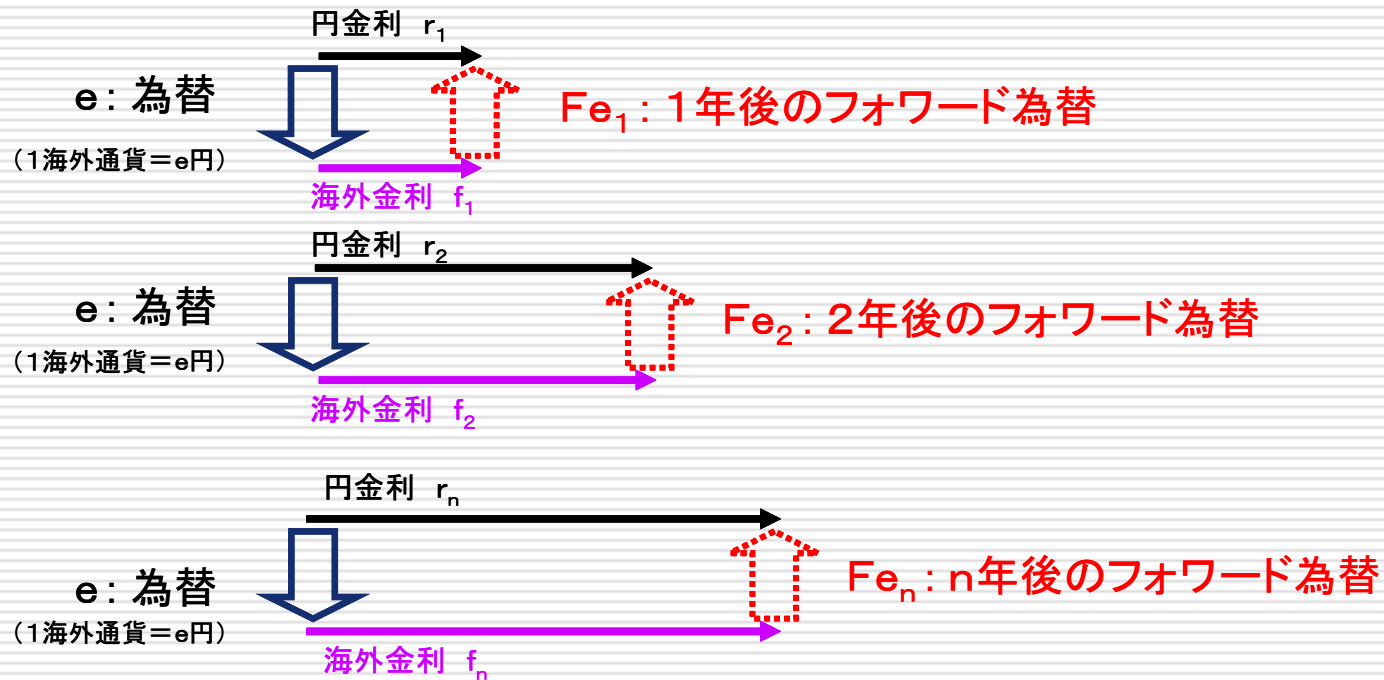 円金利 r₁
e：為替
Fe₁：１年後のフォワード為替
（1海外通貨＝e円）
海外金利 f₁
円金利 r₂
e：為替
Fe₂：２年後のフォワード為替
（1海外通貨＝e円）
海外金利 f₂
円金利 rₙ
e：為替
Feₙ：n年後のフォワード為替
（1海外通貨＝e円）
海外金利 fₙ